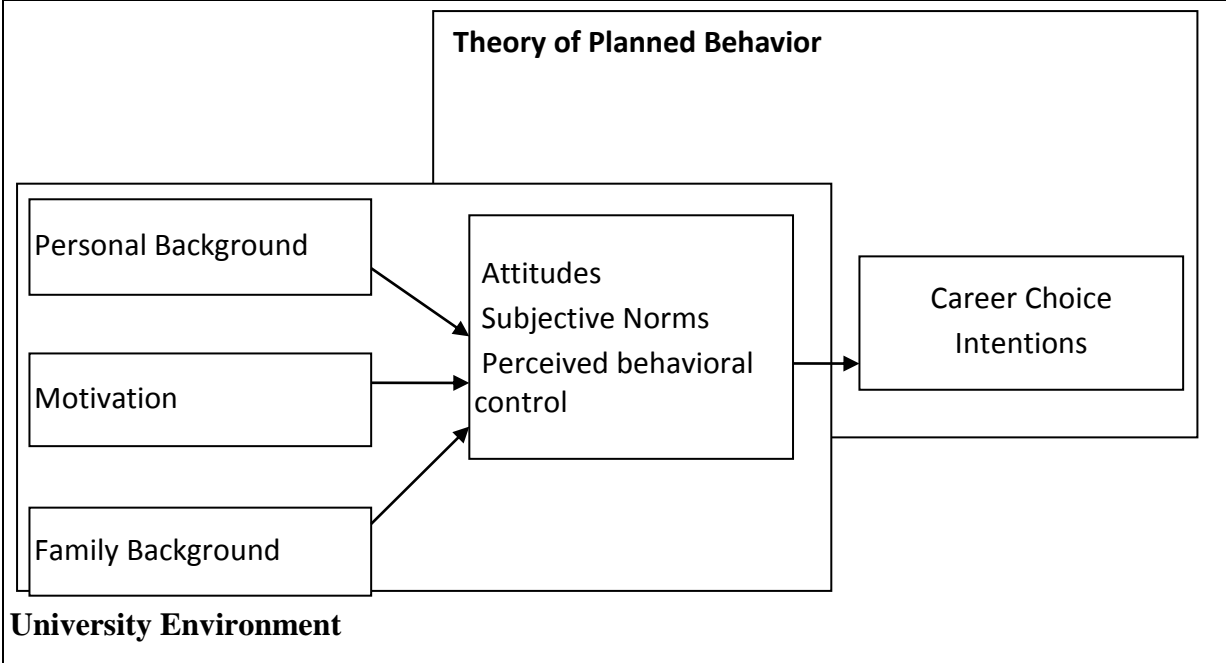 Theory of Planned Behavior
Personal Background
Motivation
Family Background
Attitudes
Subjective Norms
Perceived behavioral
control
Career Choice
Intentions
University Environment